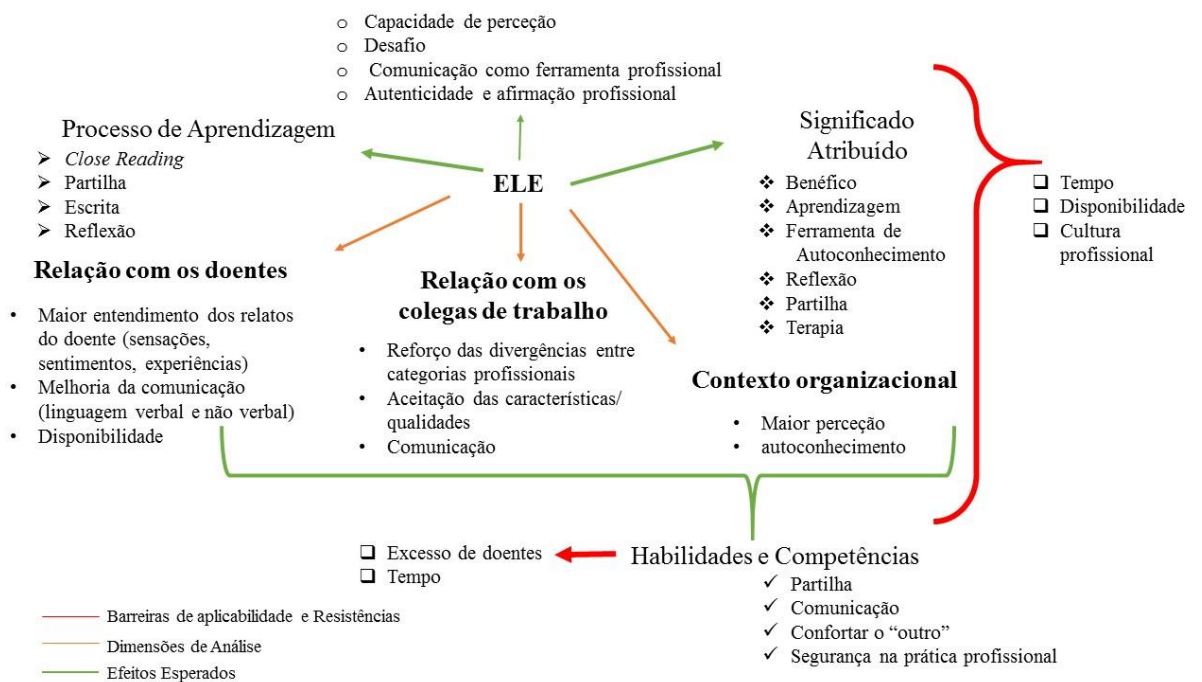 o Capacidade de perceção
o Desafio
o Comunicação como ferramenta profissional
o Autenticidade e afirmação profissional
Processo de Aprendizagem
➢ Close Reading
➢ Partilha
➢ Escrita
➢ Reflexão
ELE
Significado
Atribuído
❖ Benéfico
❖ Aprendizagem
❖ Ferramenta de
Autoconhecimento
❖ Reflexão
❖ Partilha
❖ Terapia
❑ Tempo
❑ Disponibilidade
❑ Cultura
profissional
Relação com os doentes
• Maior entendimento dos relatos
do doente (sensações,
sentimentos, experiências)
• Melhoria da comunicação
(linguagem verbal e não verbal)
• Disponibilidade
Relação com os
colegas de trabalho
• Reforço das divergências entre
categorias profissionais
• Aceitação das características/
qualidades
• Comunicação
Contexto organizacional
• Maior perceção
• autoconhecimento
❑ Excesso de doentes
❑ Tempo
Habilidades e Competências
✓ Partilha
✓ Comunicação
✓ Confortar o “outro”
✓ Segurança na prática profissional
Barreiras de aplicabilidade e Resistências
Dimensões de Análise
Efeitos Esperados